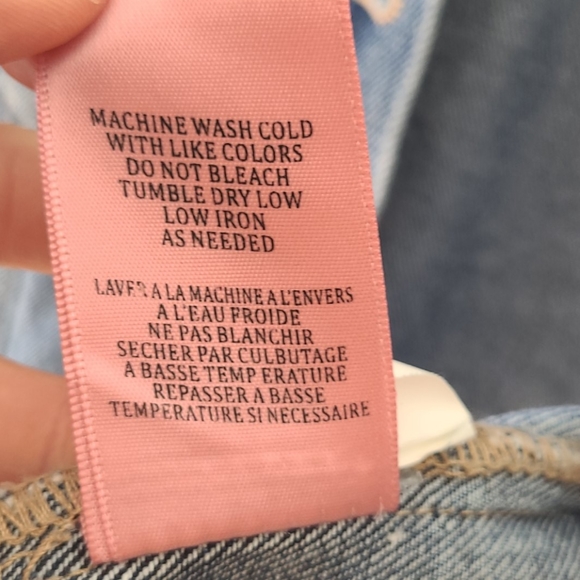 MACHINE WASH COLD
WITH LIKE COLORS
DO NOT BLEACH
TUMBLE DRY LOW
LOW IRON
AS NEEDED
LAVER A LA MACHINE A L'ENVERS
A L'EAU FROIDE
NE PAS BLANCHIR
SECHER PAR CULBUTAGE
A BASSE TEMP ERATURE
REPASSER A BASSE
TEMPERATURE SI NECESSAIRE